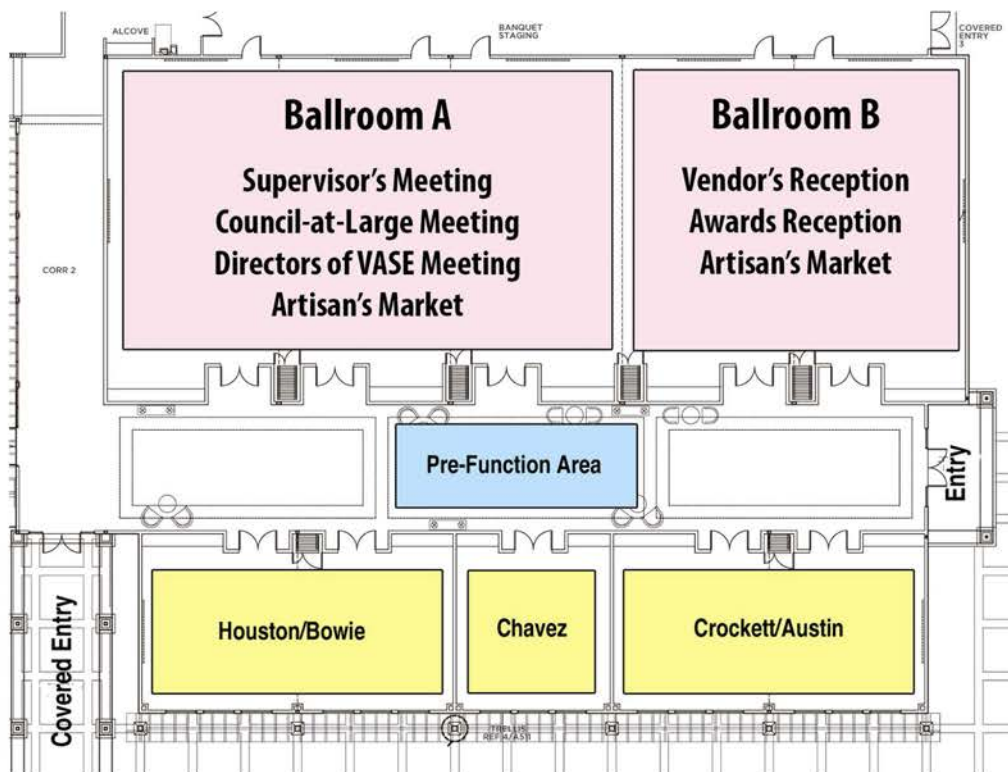 ALCOVE
BANQUET
STAGING
COVERED
ENTRY
3
Ballroom A
Supervisor's Meeting
Council-at-Large Meeting
Directors of VASE Meeting
Artisan's Market
Ballroom B
Vendor's Reception
Awards Reception
Artisan's Market
CORR 2
Pre-Function Area
Entry
Houston/Bowie
Chavez
Crockett/Austin
Covered Entry
TRELLIS